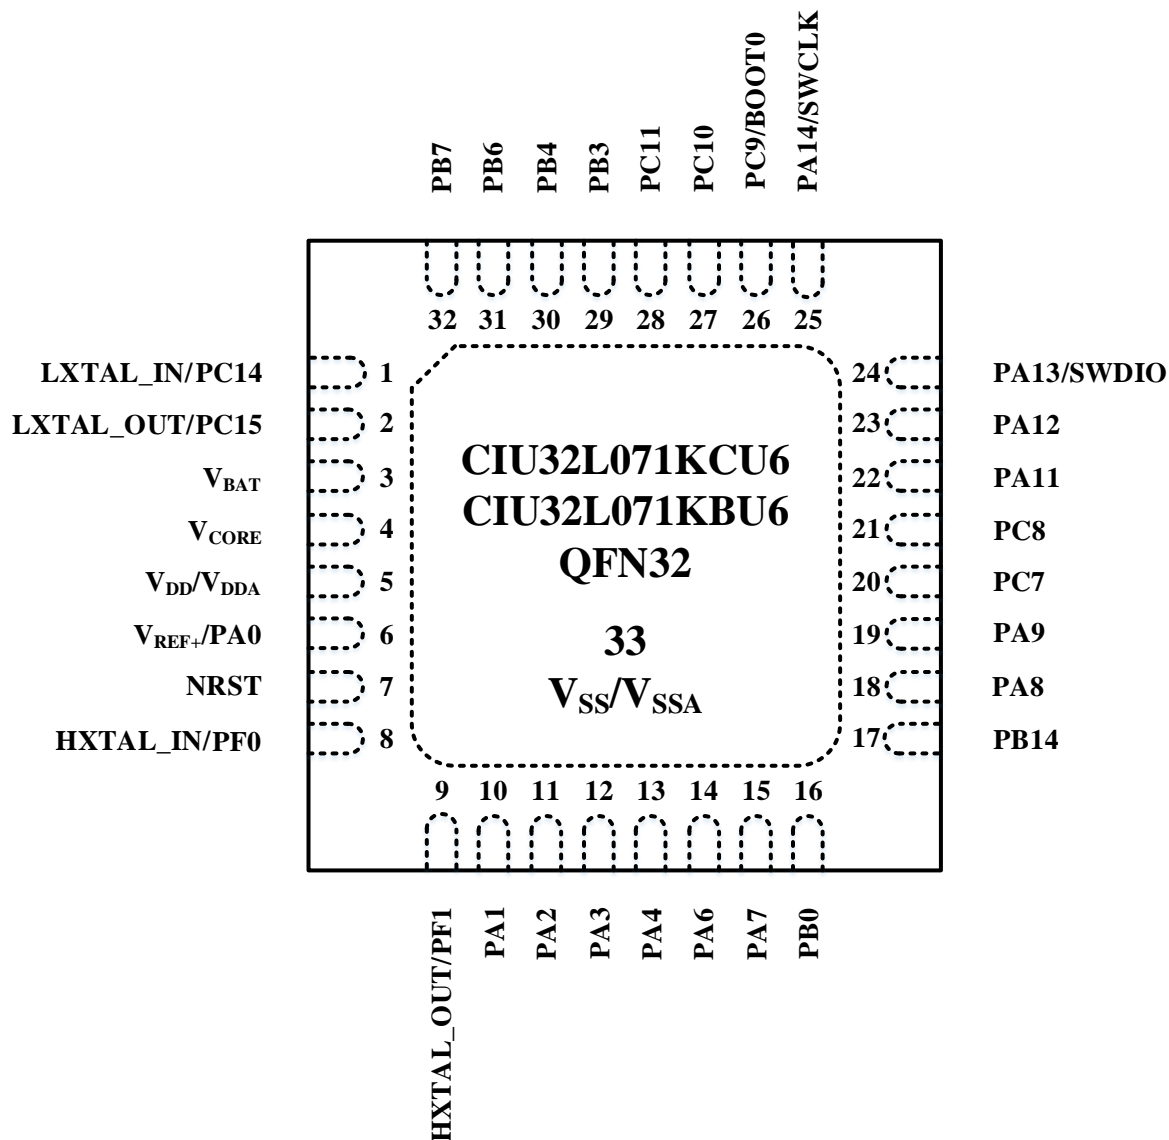 PB7
PB6
PB4
PB3
PC11
PC10
PC9/BOOT0
PA14/SWCLK
32
31
30
29
28
27
26
25
LXTAL_IN/PC14 1
LXTAL_OUT/PC15 2
VBAT 3
VCORE 4
VDD/VDDA 5
VREF+/PA0 6
NRST 7
HXTAL_IN/PF0 8
CIU32L071KCU6
CIU32L071KBU6
QFN32
33
VSS/VSSA
24 PA13/SWDIO
23 PA12
22 PA11
21 PC8
20 PC7
19 PA9
18 PA8
17 PB14
9
10
11
12
13
14
15
16
HXTAL_OUT/PF1
PA1
PA2
PA3
PA4
PA6
PA7
PB0